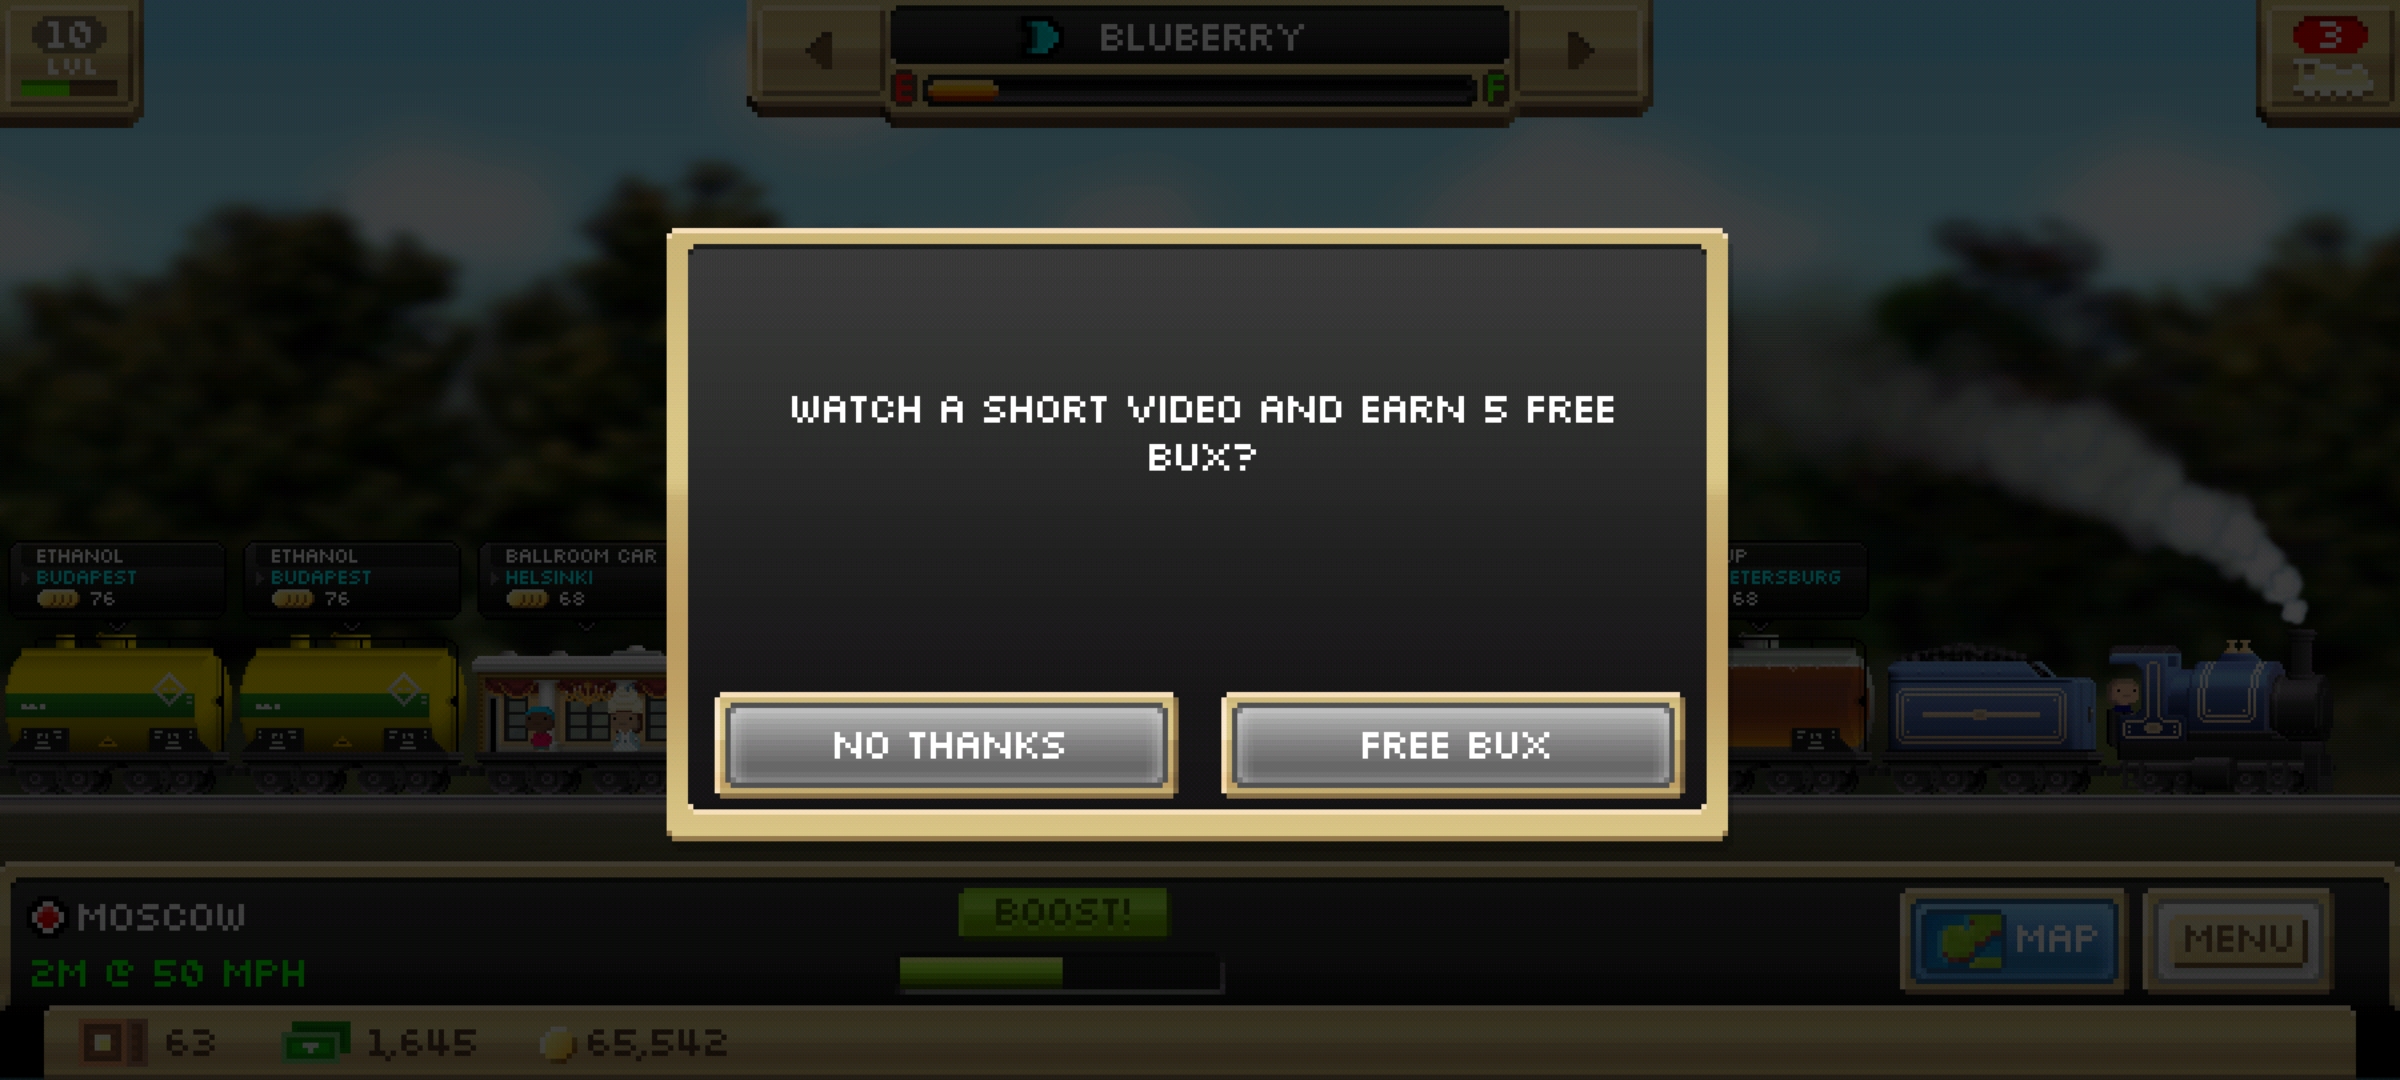 10
LVL
BLUBERRY
E F
3
WATCH A SHORT VIDEO AND EARN 5 FREE
BUX?
ETHANOL
BUDAPEST
76
ETHANOL
BUDAPEST
76
BALLROOM CAR
HELSINKI
68
UP
ETERSBURG
68
NO THANKS
FREE BUX
MOSCOW
2M @ 50 MPH
BOOST!
MAP
MENU
63
1,645
65,542